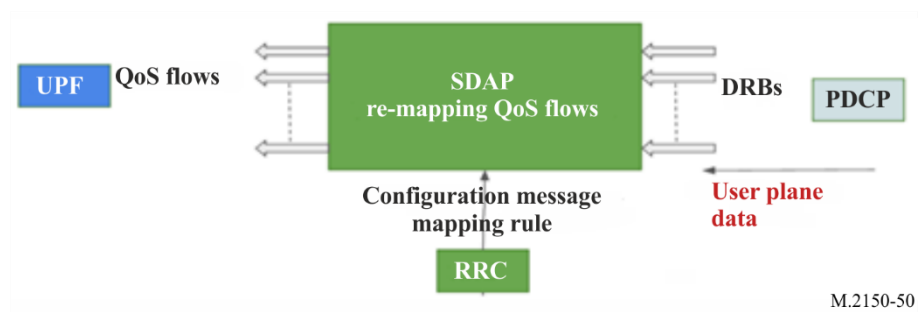 UPF
QoS flows
SDAP
re-mapping QoS flows
DRBs
PDCP
Configuration message
mapping rule
User plane
data
RRC
M.2150-50